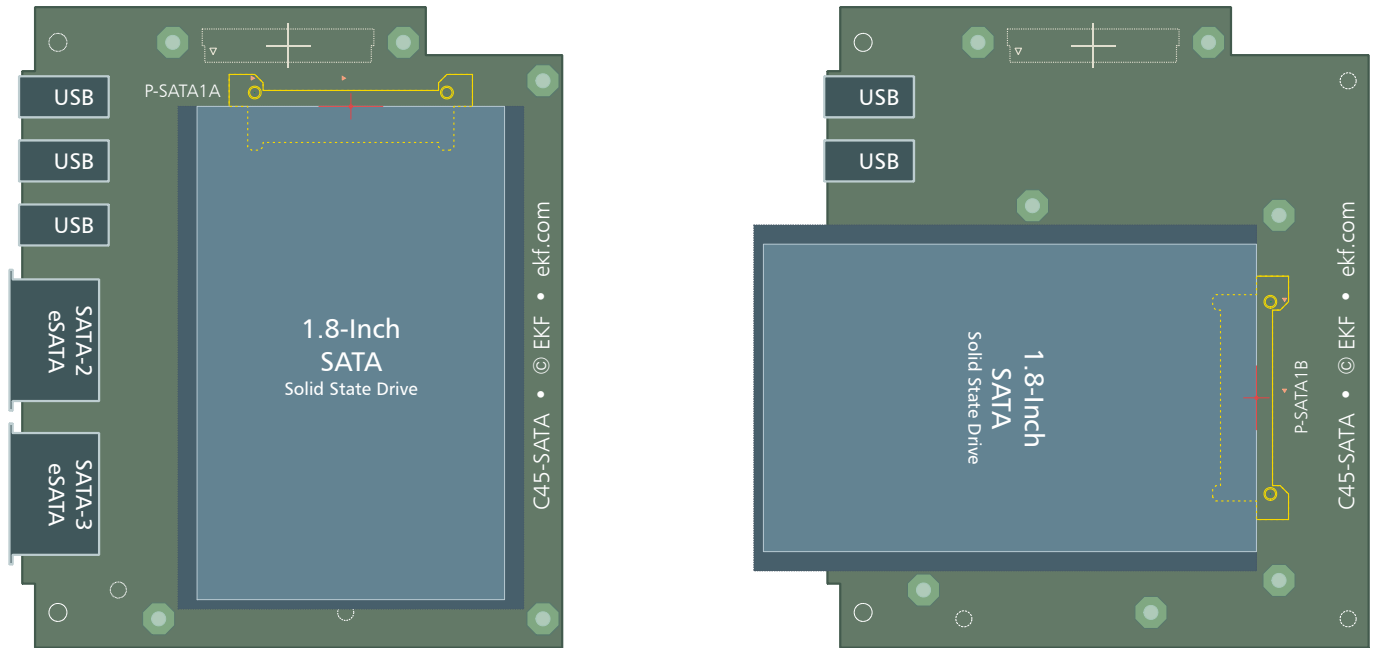 P-SATA1A
USB
USB
USB
SATA-2
eSATA
SATA-3
eSATA
1.8-Inch
SATA
Solid State Drive
C45-SATA • © EKF • ekf.com
USB
USB
1.8-Inch
SATA
Solid State Drive
P-SATA1B
C45-SATA • © EKF • ekf.com